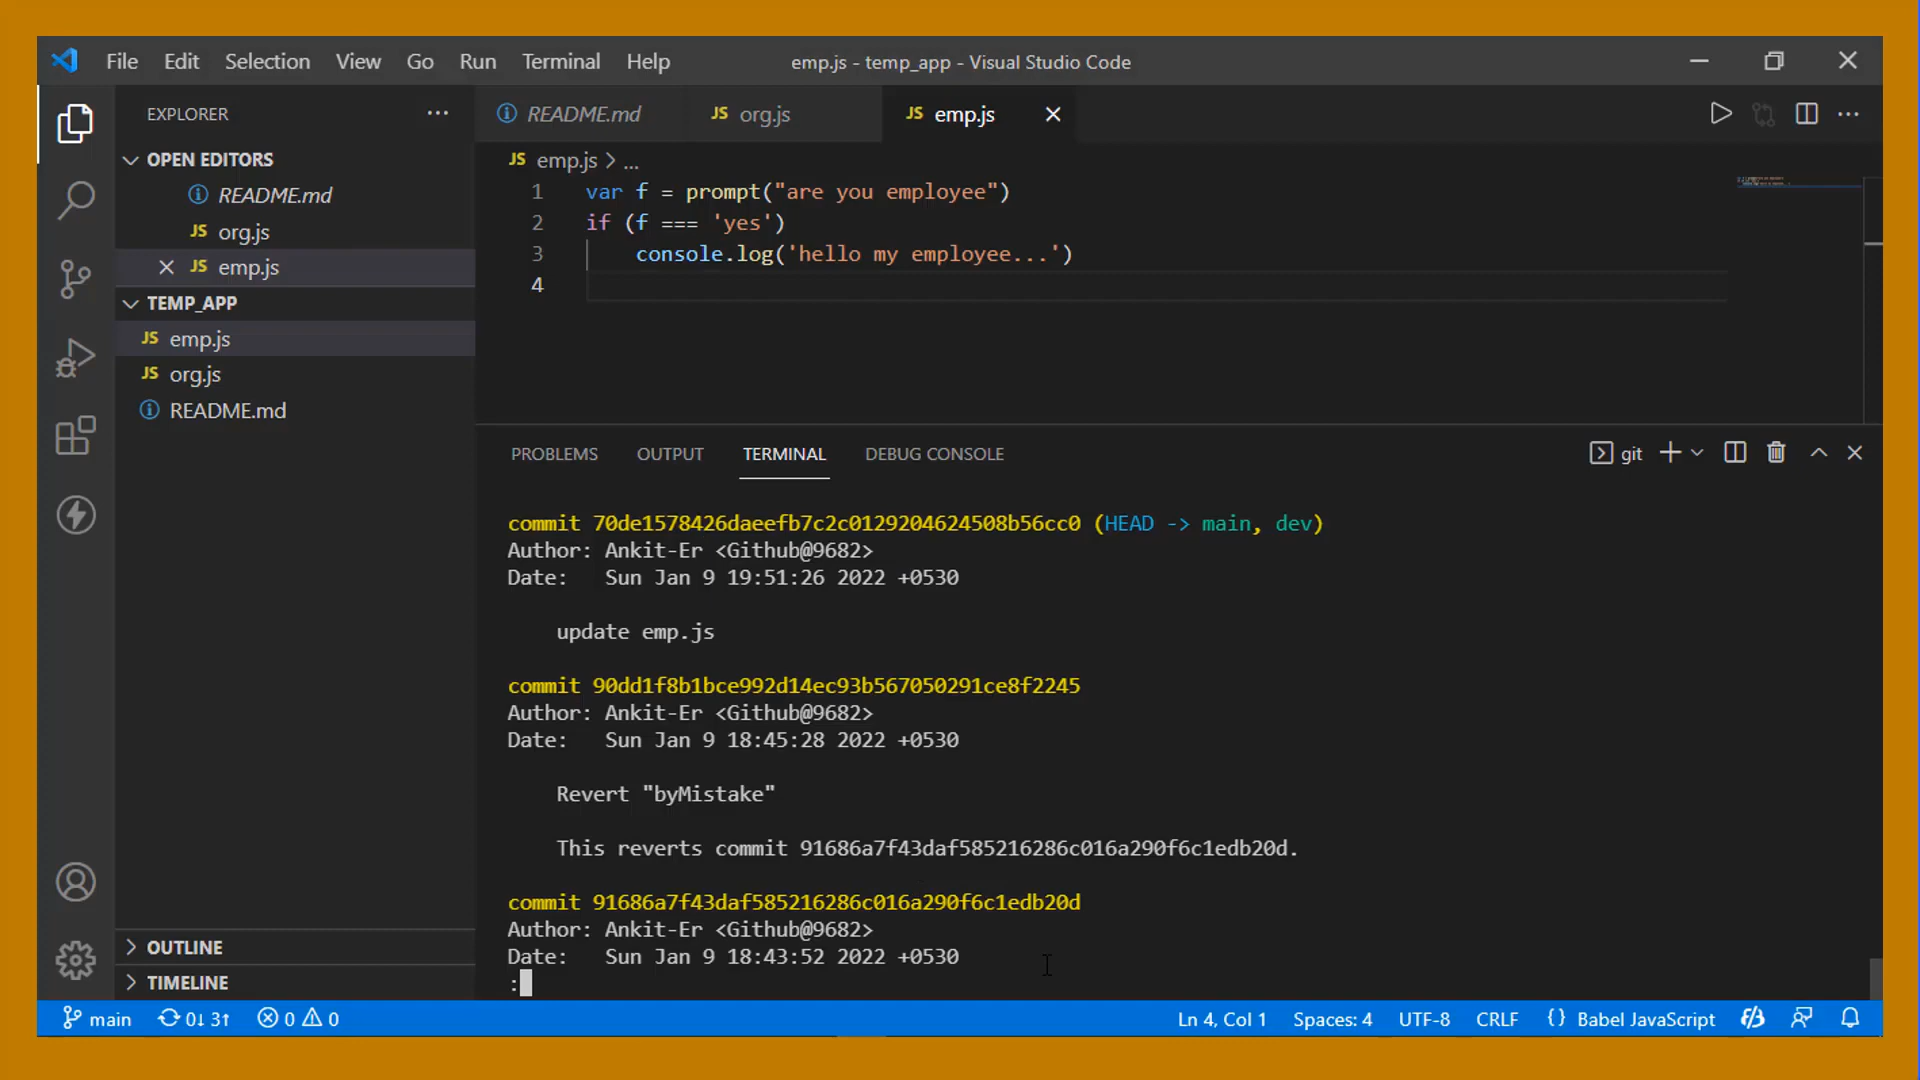 File Edit Selection View Go Run Terminal Help emp.js - temp_app - Visual Studio Code
EXPLORER
OPEN EDITORS
README.md
JS org.js
JS emp.js
TEMP_APP
JS emp.js
JS org.js
README.md
OUTLINE
TIMELINE
README.md JS org.js JS emp.js
JS emp.js > ...
1 var f = prompt("are you employee")
2 if (f === 'yes')
3 console.log('hello my employee...')
4
PROBLEMS OUTPUT TERMINAL DEBUG CONSOLE git
commit 70de1578426daeefb7c2c0129204624508b56cc0 (HEAD -> main, dev)
Author: Ankit-Er <Github@9682>
Date: Sun Jan 9 19:51:26 2022 +0530
update emp.js
commit 90dd1f8b1bce992d14ec93b567050291ce8f2245
Author: Ankit-Er <Github@9682>
Date: Sun Jan 9 18:45:28 2022 +0530
Revert "byMistake"
This reverts commit 91686a7f43daf585216286c016a290f6c1edb20d.
commit 91686a7f43daf585216286c016a290f6c1edb20d
Author: Ankit-Er <Github@9682>
Date: Sun Jan 9 18:43:52 2022 +0530
:
main 0↓ 3↑ 0 0 Ln 4, Col 1 Spaces: 4 UTF-8 CRLF {} Babel JavaScript